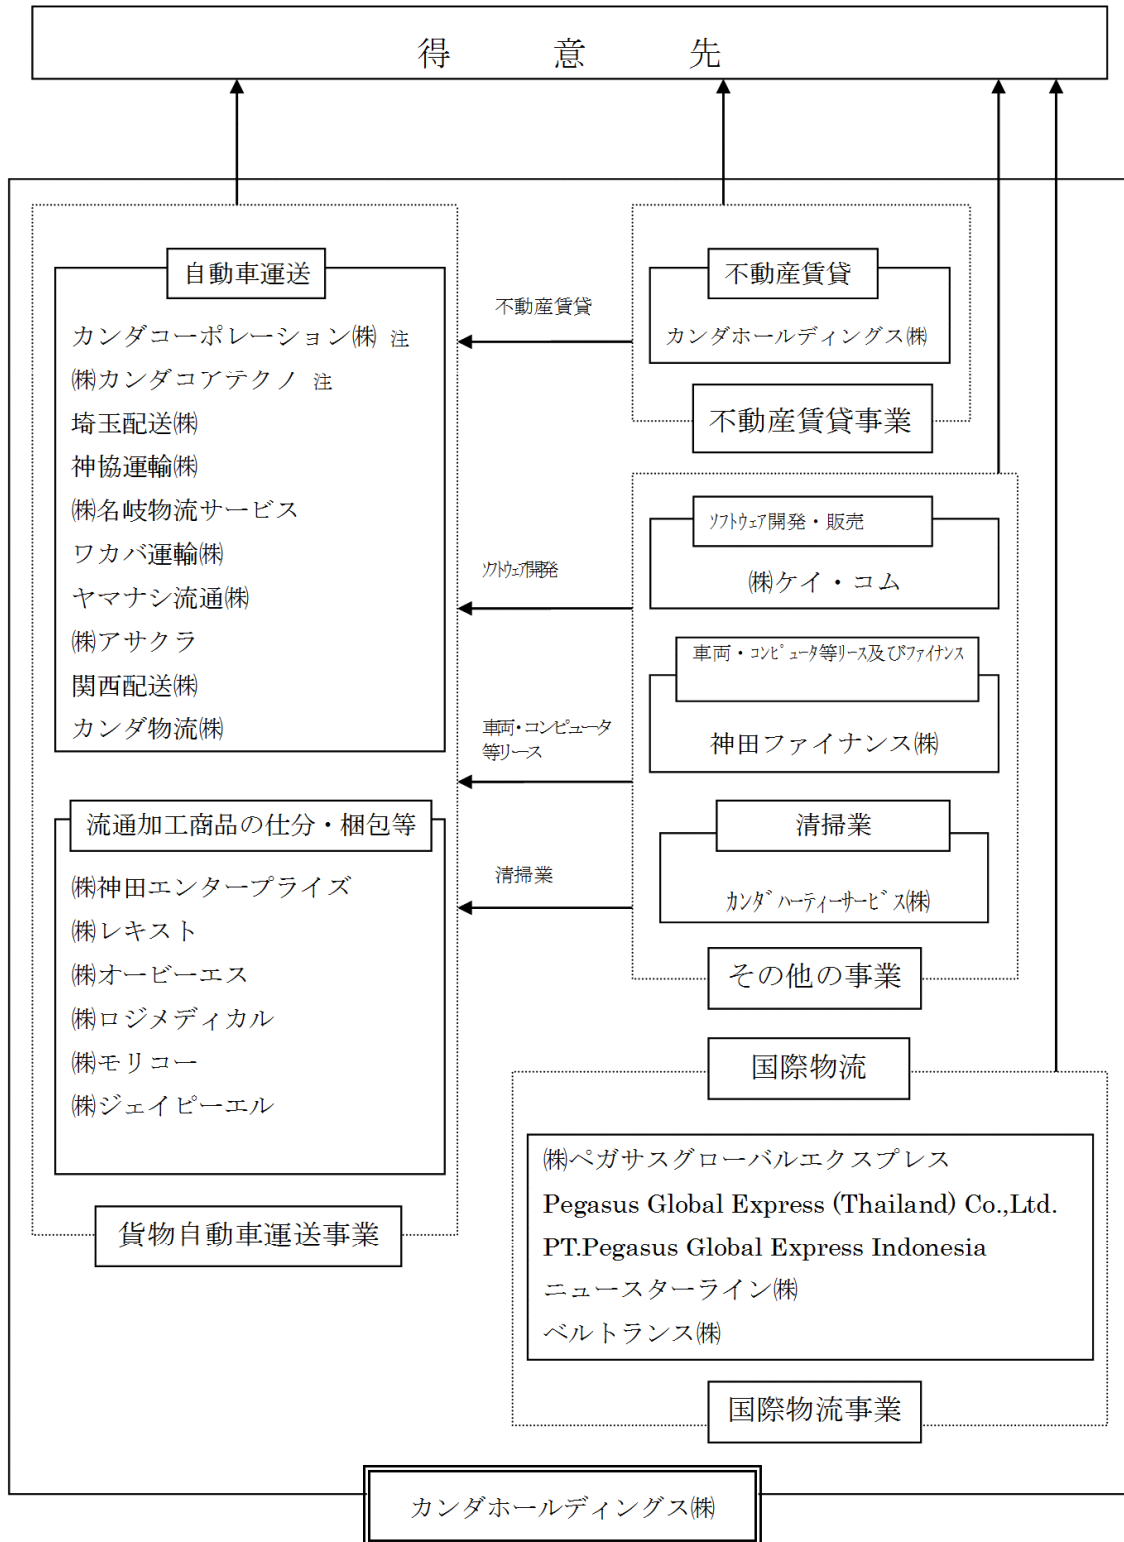 得意先
自動車運送
カンダコーポレーション㈱ 注
㈱カンダコアテクノ 注
埼玉配送㈱
神協運輸㈱
㈱名岐物流サービス
ワカバ運輸㈱
ヤマナシ流通㈱
㈱アサクラ
関西配送㈱
カンダ物流㈱
流通加工商品の仕分・梱包等
㈱神田エンタープライズ
㈱レキスト
㈱オービーエス
㈱ロジメディカル
㈱モリコー
㈱ジェイピーエル
貨物自動車運送事業
不動産賃貸
ソフトウェア開発
車両・コンピュータ
等リース
清掃業
不動産賃貸
カンダホールディングス㈱
不動産賃貸事業
ソフトウェア開発・販売
㈱ケイ・コム
車両・コンピュータ等リース及びファイナンス
神田ファイナンス㈱
清掃業
カンダハーティーサービス㈱
その他の事業
国際物流
㈱ペガサスグローバルエクスプレス
Pegasus Global Express (Thailand) Co.,Ltd.
PT.Pegasus Global Express Indonesia
ニュースターライン㈱
ベルトランス㈱
国際物流事業
カンダホールディングス㈱